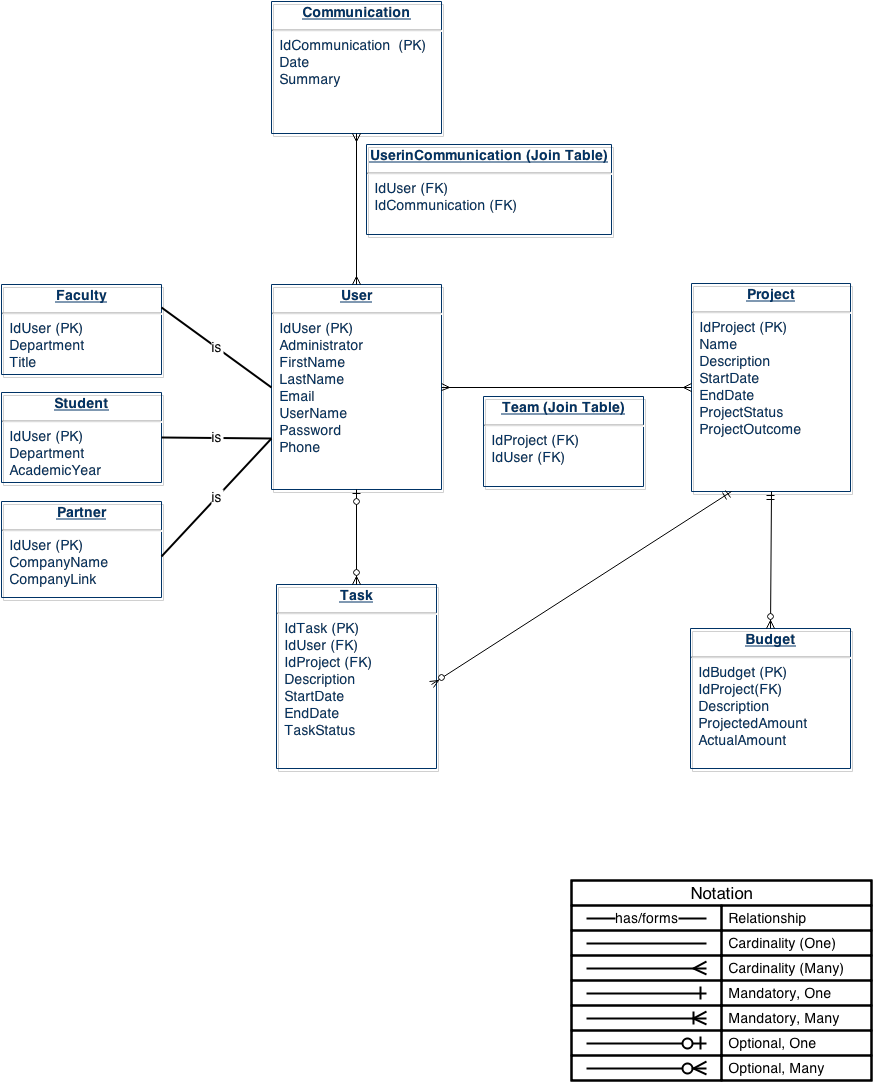 Communication
IdCommunication (PK)
Date
Summary
UserinCommunication (Join Table)
IdUser (FK)
IdCommunication (FK)
Faculty
IdUser (PK)
Department
Title
is
Student
IdUser (PK)
Department
AcademicYear
is
Partner
IdUser (PK)
CompanyName
CompanyLink
is
User
IdUser (PK)
Administrator
FirstName
LastName
Email
UserName
Password
Phone
Team (Join Table)
IdProject (FK)
IdUser (FK)
Project
IdProject (PK)
Name
Description
StartDate
EndDate
ProjectStatus
ProjectOutcome
Task
IdTask (PK)
IdUser (FK)
IdProject (FK)
Description
StartDate
EndDate
TaskStatus
Budget
IdBudget (PK)
IdProject(FK)
Description
ProjectedAmount
ActualAmount
Notation
has/forms
Relationship
Cardinality (One)
Cardinality (Many)
Mandatory, One
Mandatory, Many
Optional, One
Optional, Many